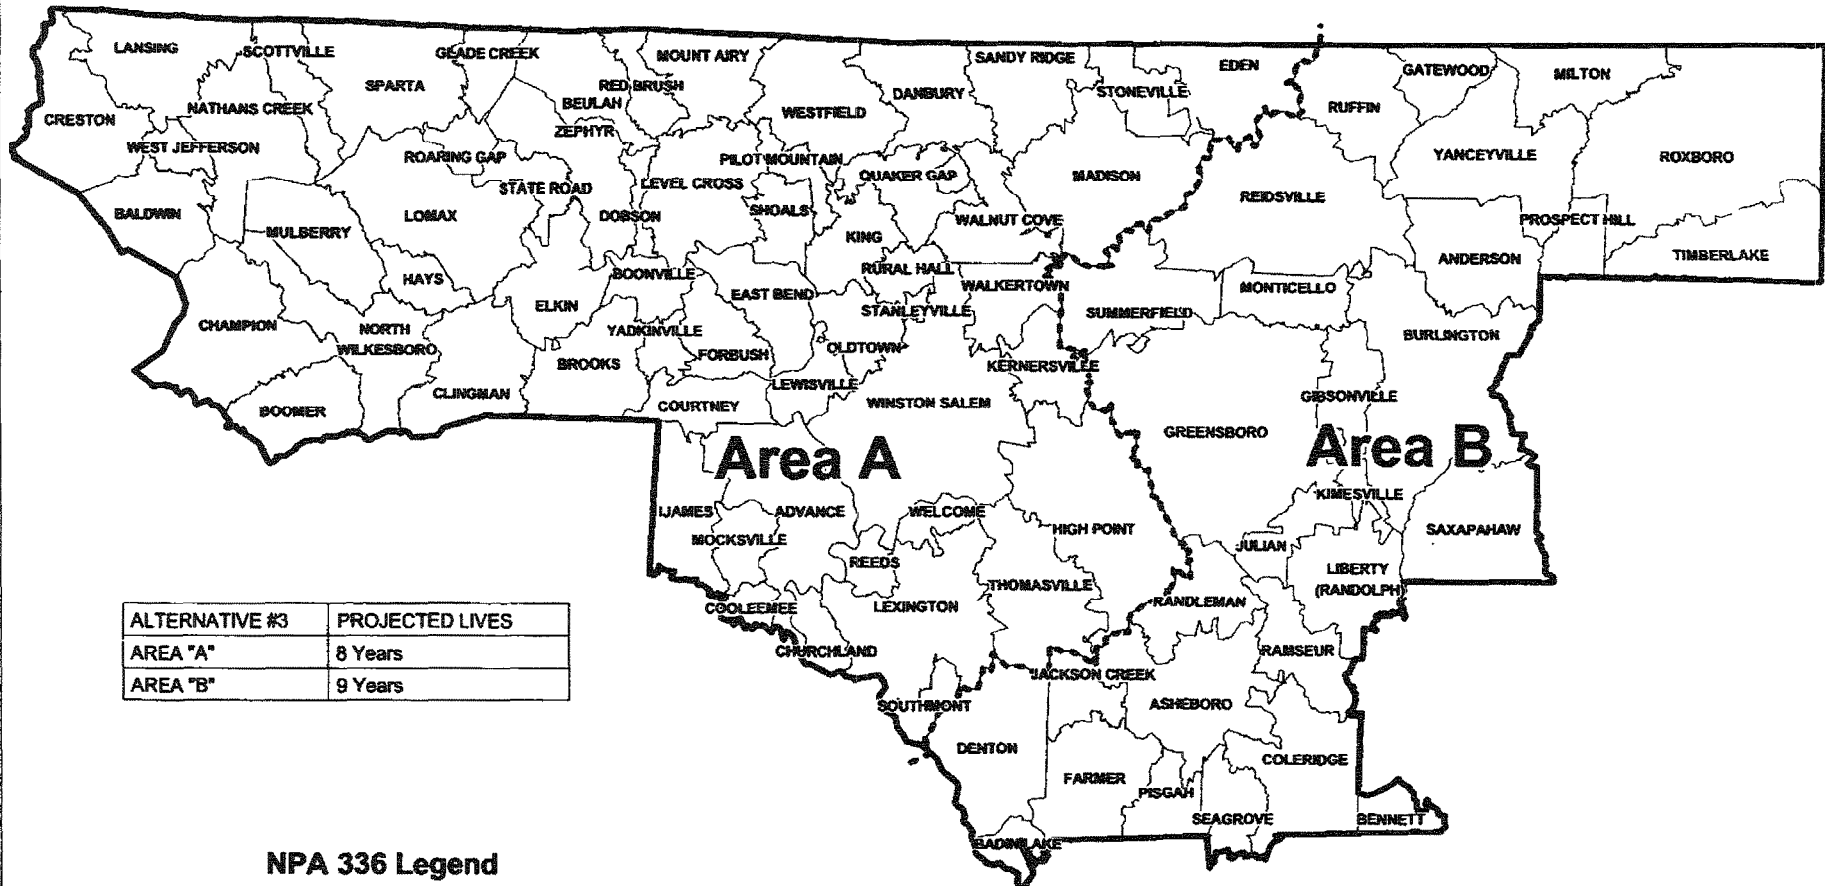 LANSING
SCOTTVILLE
GLADE CREEK
MOUNT AIRY
SANDY RIDGE
EDEN
GATEWOOD
MILTON
SPARTA
RED BRUSH
BEULAH
DANBURY
STONEVILLE
RUFFIN
NATHANS CREEK
CRESTON
ZEPHYR
WESTFIELD
WEST JEFFERSON
ROARING GAP
PILOT MOUNTAIN
YANCEYVILLE
ROXBORO
STATE ROAD
LEVEL CROSS
QUAKER GAP
MADISON
REIDSVILLE
BALDWIN
LOMAX
DOBSON
SHOALS
WALNUT COVE
PROSPECT HILL
MULBERRY
KING
HAYS
BOONVILLE
RURAL HALL
ANDERSON
TIMBERLAKE
ELKIN
EAST BEND
WALKERTOWN
MONTICELLO
STANLEYVILLE
SUMMERFIELD
CHAMPION
NORTH
WILKESBORO
YADKINVILLE
BURLINGTON
BROOKS
FORBUSH
OLDTOWN
KERNERSVILLE
BOOMER
CLINGMAN
LEWISVILLE
COURTNEY
WINSTON SALEM
GIBSONVILLE
GREENSBORO
Area A
Area B
IJAMES
ADVANCE
WELCOME
KIMESVILLE
MOCKSVILLE
HIGH POINT
SAXAPAHAW
REEDS
JULIAN
LIBERTY
(RANDOLPH)
THOMASVILLE
COOLEEMEE
LEXINGTON
RANDLEMAN
CHURCHLAND
RAMSEUR
JACKSON CREEK
SOUTHMONT
ASHEBORO
DENTON
COLERIDGE
FARMER
PISGAH
SEAGROVE
BENNETT
BADIN LAKE
ALTERNATIVE #3 PROJECTED LIVES
AREA "A" 8 Years
AREA "B" 9 Years
NPA 336 Legend